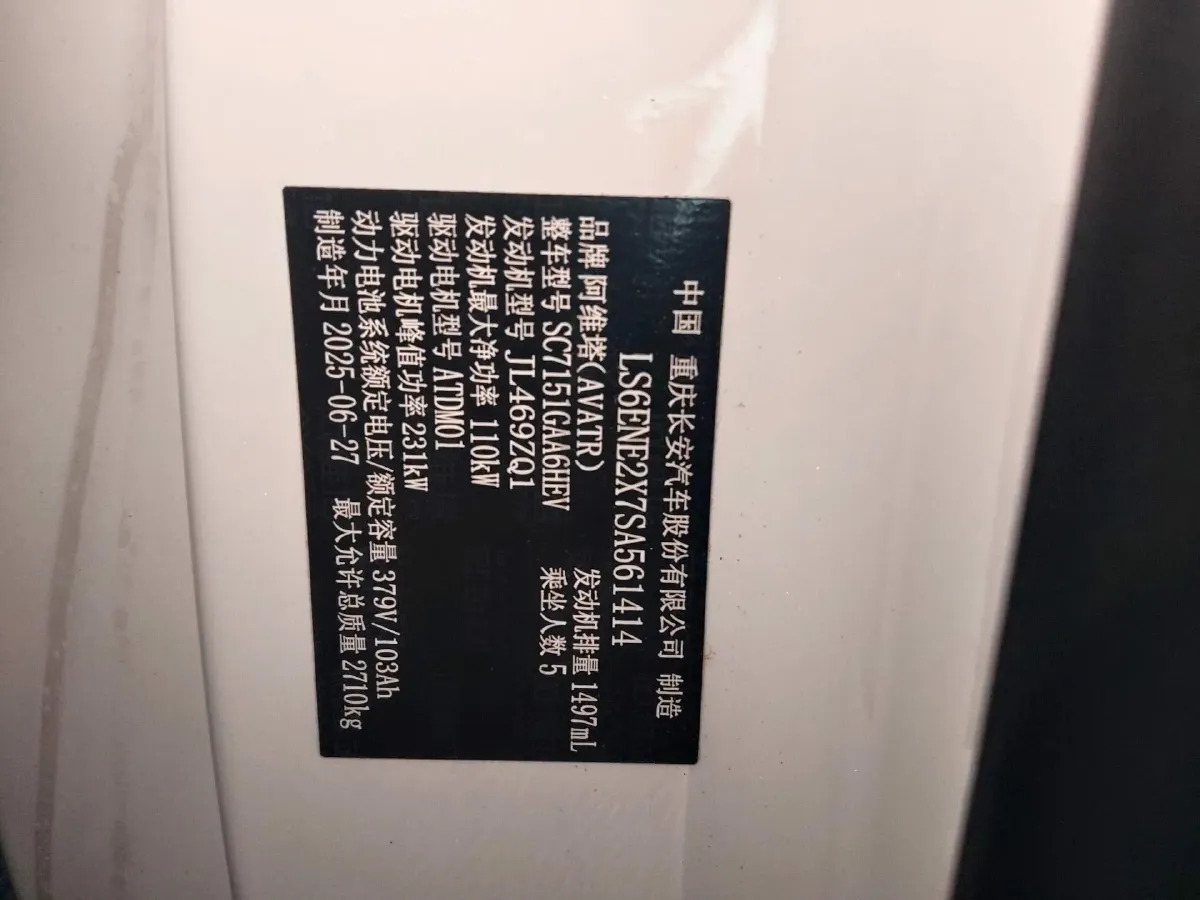 中国 重庆长安汽车股份有限公司 制造
LS6ENE2X7SA561414
品牌 阿维塔(AVATR) 发动机排量 1497mL
整车型号 SC7151GAA6HEV 乘坐人数 5
发动机型号 JL469ZQ1
发动机最大净功率 110kW
驱动电机型号 ATDM01
驱动电机峰值功率 231kW
动力电池系统额定电压/额定容量 379V/103Ah
制造年月 2025-06-27 最大允许总质量 2710kg